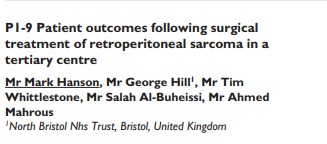 P1-9 Patient outcomes following surgical
treatment of retroperitoneal sarcoma in a
tertiary centre
Mr Mark Hanson, Mr George Hill¹, Mr Tim
Whittlestone, Mr Salah Al-Buheissi, Mr Ahmed
Mahrous
¹North Bristol Nhs Trust, Bristol, United Kingdom